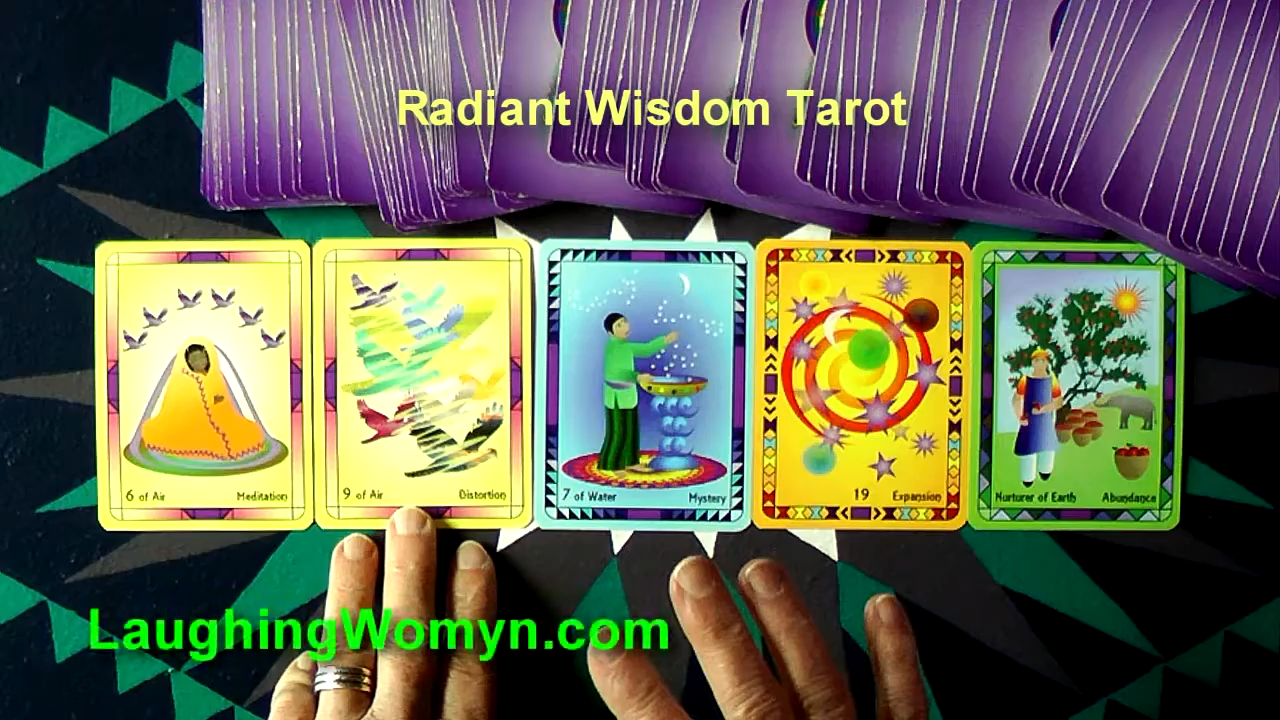 Radiant Wisdom Tarot
6 of Air Meditation
9 of Air Distortion
7 of Water Mystery
19 Expansion
Nurturer of Earth Abundance
LaughingWomyn.com